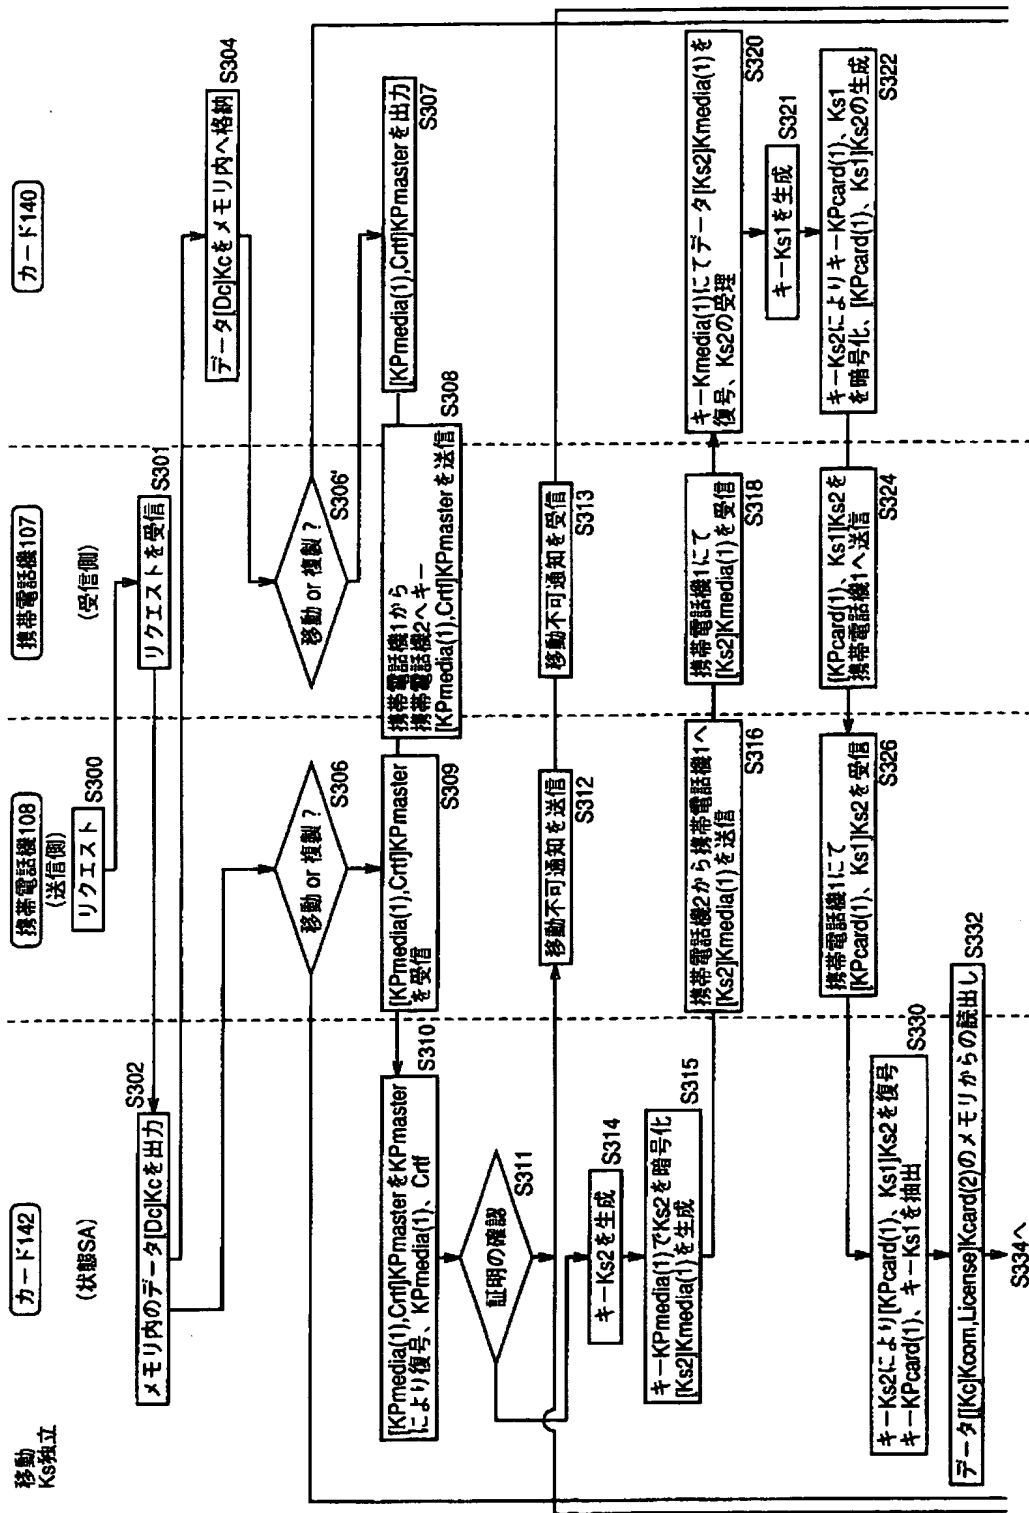 移動
Ks独立
カード142
(状態SA)
携帯電話機108
(送信側)
携帯電話機107
(受信側)
カード140
リクエスト
S300
リクエストを受信
S301
メモリ内のデータ[Dc]Kcを出力
S302
データ[Dc]Kcをメモリ内へ格納
S304
移動 or 複製?
S306
移動 or 複製?
S306'
[KPmedia(1),Crtf]KPmasterを出力
S307
携帯電話機1から
携帯電話機2へキー
[KPmedia(1),Crtf]KPmasterを送信
S308
[KPmedia(1),Crtf]KPmaster
を受信
S309
[KPmedia(1),Crtf]KPmasterをKPmaster
により復号、KPmedia(1)、Crtf
S310
証明の確認
S311
移動不可通知を送信
S312
移動不可通知を受信
S313
キーKs2を生成
S314
キーKPmedia(1)でKs2を暗号化
[Ks2]Kmedia(1)を生成
S315
携帯電話機2から携帯電話機1へ
[Ks2]Kmedia(1)を送信
S316
携帯電話機1にて
[Ks2]Kmedia(1)を受信
S318
キーKmedia(1)にてデータ[Ks2]Kmedia(1)を
復号、Ks2の受理
S320
キーKs1を生成
S321
キーKs2によりキーKPcard(1)、Ks1
を暗号化、[KPcard(1)、Ks1]Ks2の生成
S322
[KPcard(1)、Ks1]Ks2を
携帯電話機1へ送信
S324
携帯電話機1にて
[KPcard(1)、Ks1]Ks2を受信
S326
キーKs2により[KPcard(1)、Ks1]Ks2を復号
キーKPcard(1)、キーKs1を抽出
S330
データ[[Kc]Kcom,License]Kcard(2)のメモリからの読出し
S332
S334へ